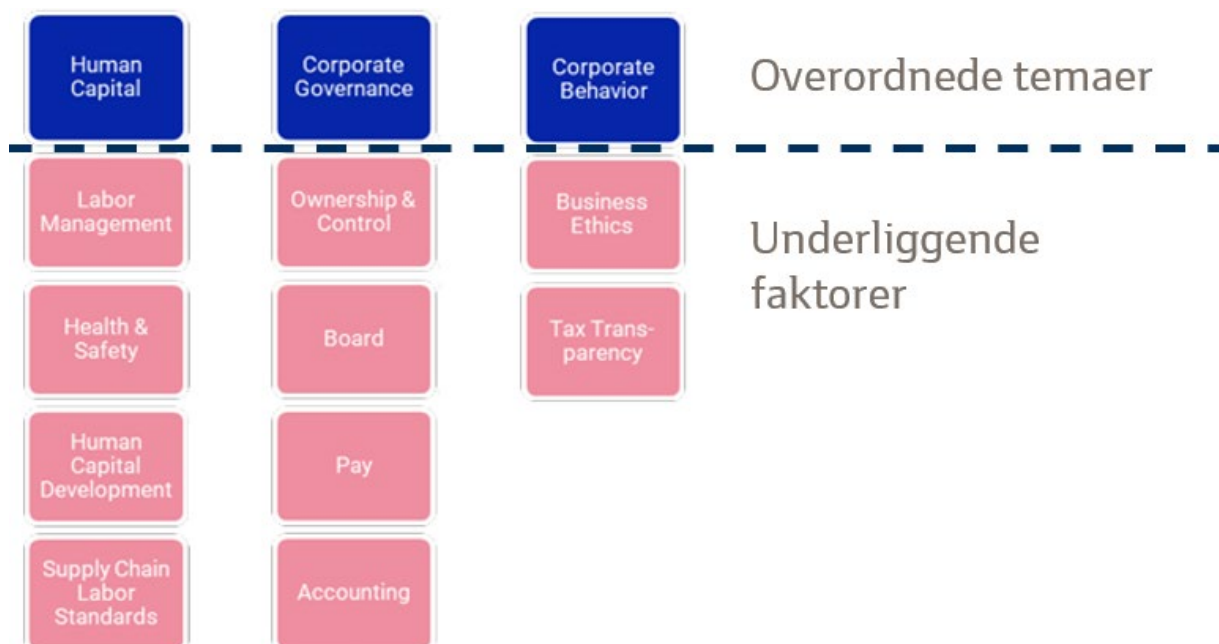 Human
Capital
Corporate
Governance
Corporate
Behavior
Overordnede temaer
Labor
Management
Ownership &
Control
Business
Ethics
Underliggende
faktorer
Health &
Safety
Board
Tax Trans-
parency
Human
Capital
Development
Pay
Supply Chain
Labor
Standards
Accounting